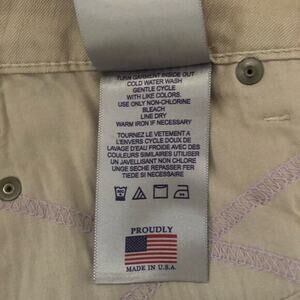 TURN GARMENT INSIDE OUT
COLD WATER WASH
GENTLE CYCLE
WITH LIKE COLORS.
USE ONLY NON-CHLORINE
BLEACH
LINE DRY
WARM IRON IF NECESSARY
TOURNEZ LE VETEMENT A
L'ENVERS CYCLE DOUX DE
LAVAGE D'EAU FROIDE AVEC DES
COULEURS SIMILAIRES UTILISER
UN JAVELLISANT NON CHLORE
LINGE SECHE REPASSER FER
TIEDE SI NECESSAIRE
PROUDLY
MADE IN U.S.A.